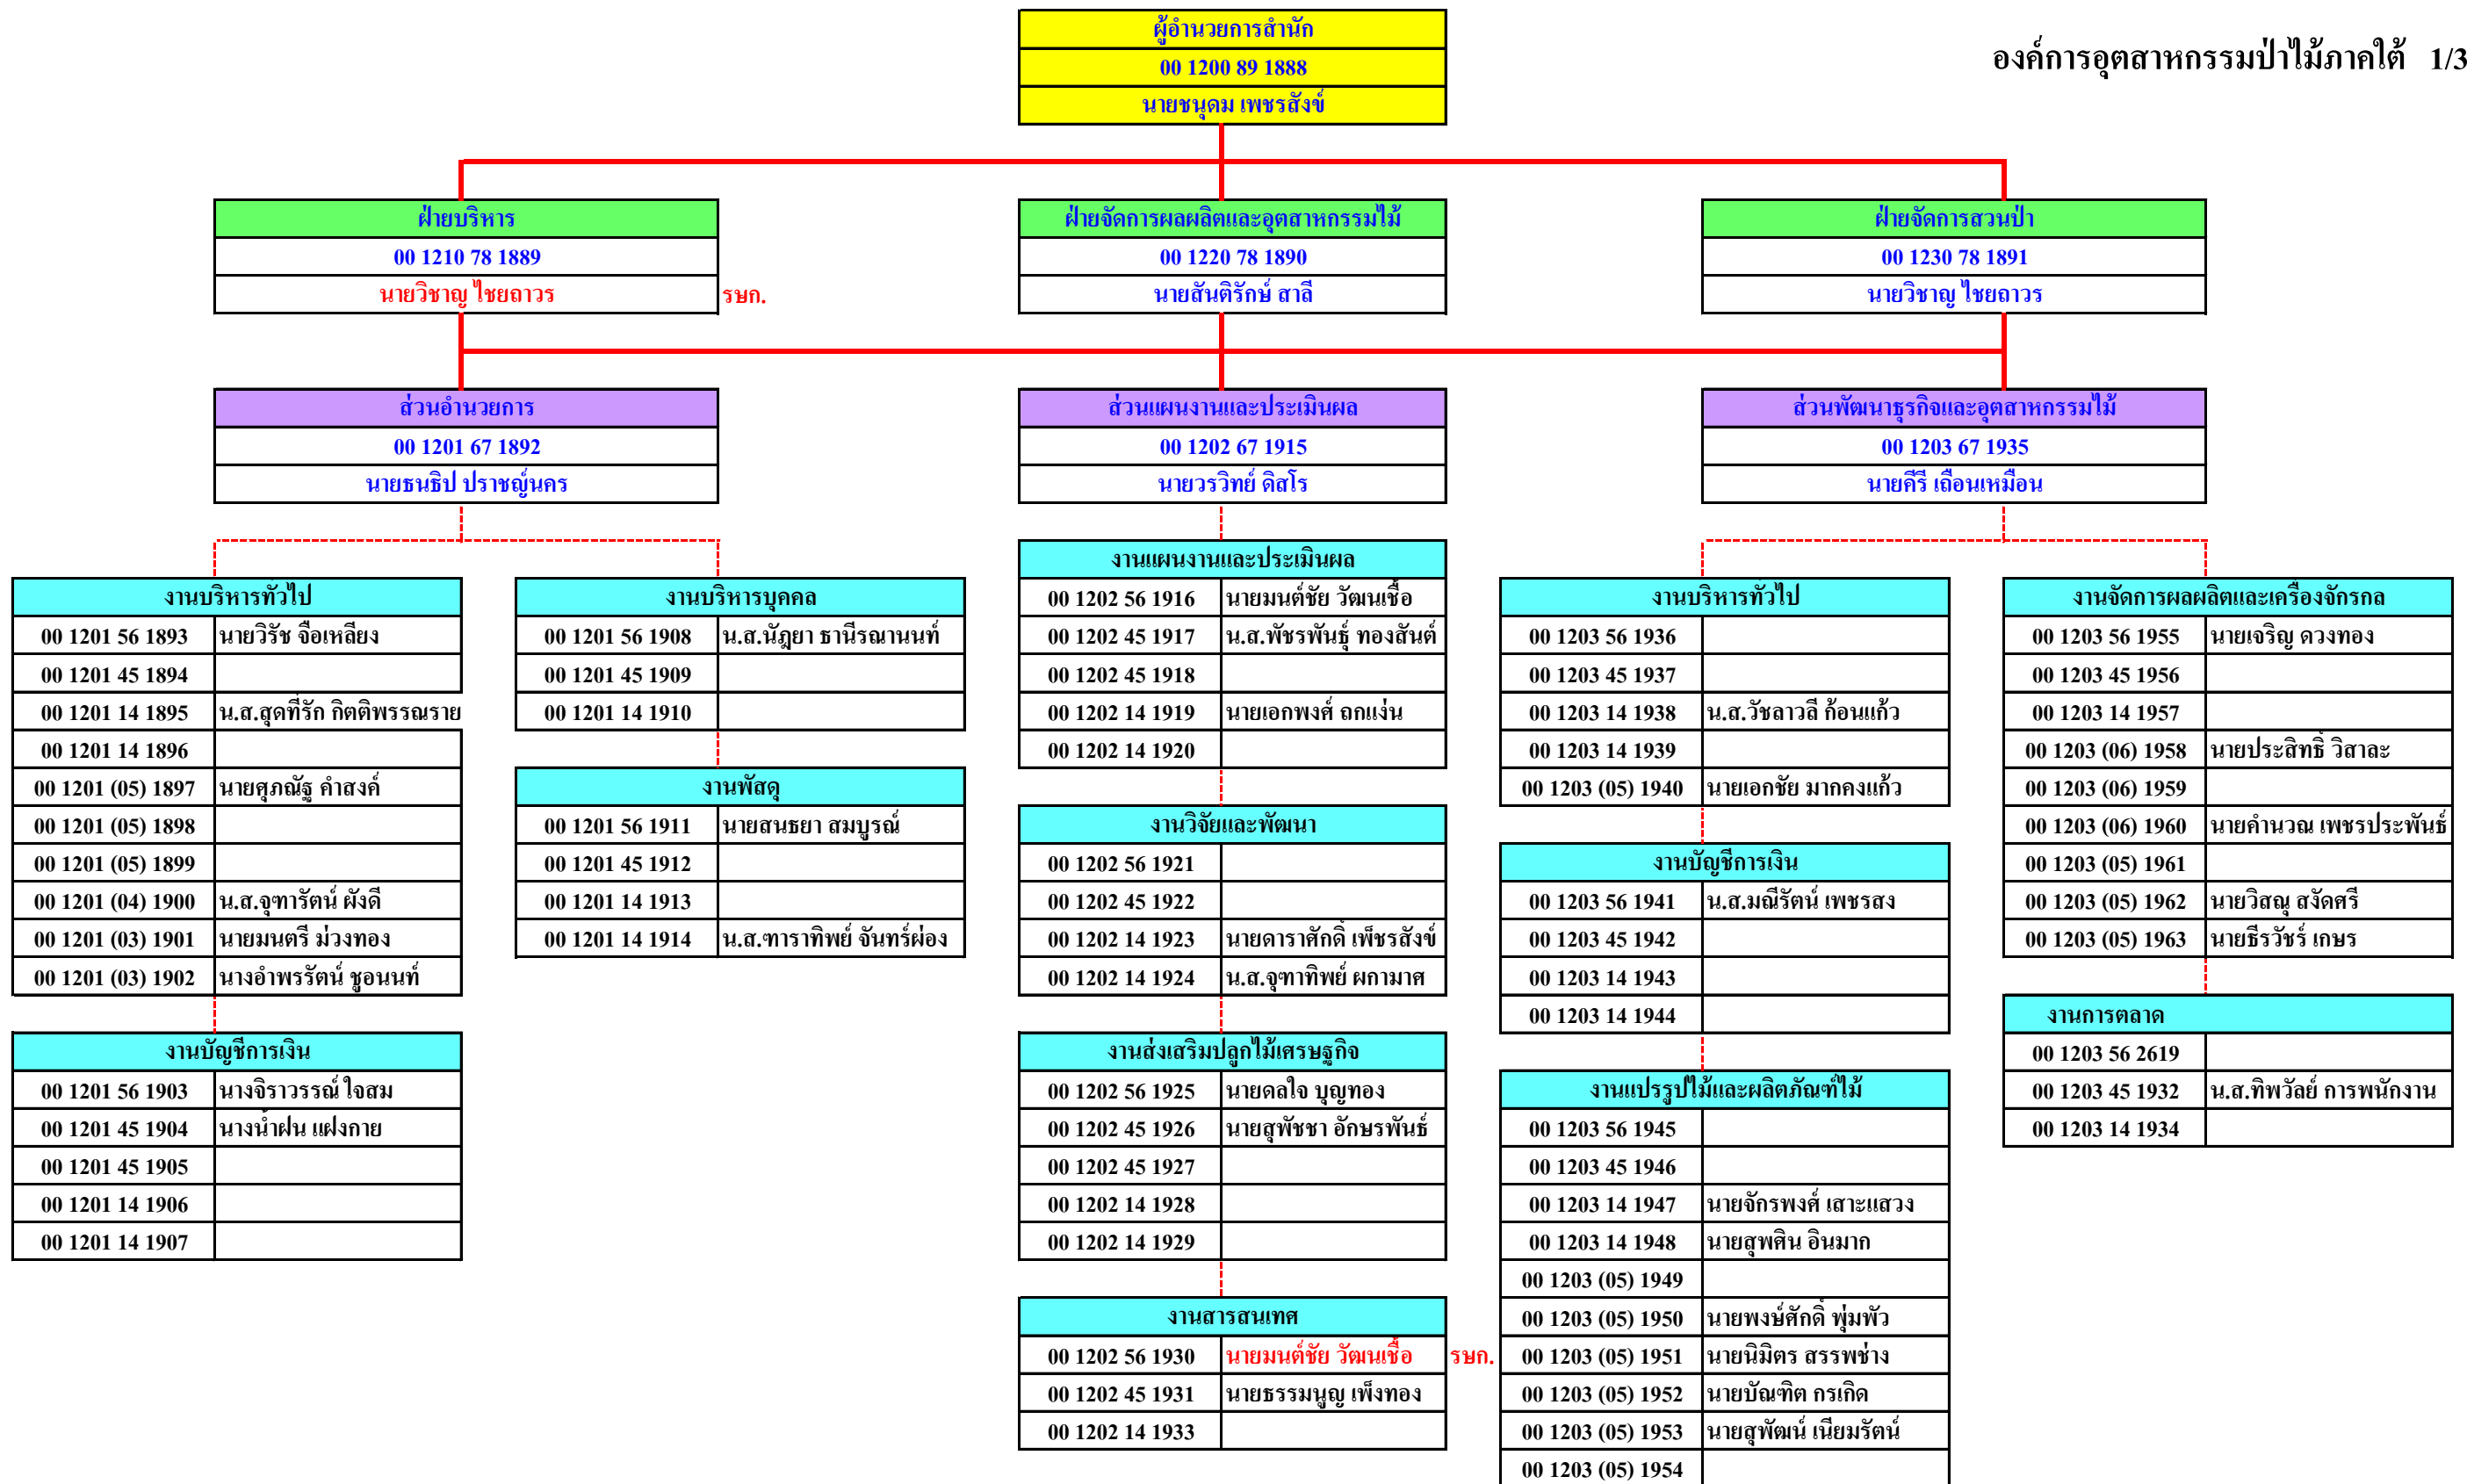 องค์การอุตสาหกรรมป่าไม้ภาคใต้ 1/3
ผู้อำนวยการสำนัก
00 1200 89 1888
นายชนุดม เพชรสังข์
ฝ่ายบริหาร
00 1210 78 1889
นายวิชาญ ไชยถาวร รษก.
ฝ่ายจัดการผลผลิตและอุตสาหกรรมไม้
00 1220 78 1890
นายสันติรักษ์ สาลี
ฝ่ายจัดการสวนป่า
00 1230 78 1891
นายวิชาญ ไชยถาวร
ส่วนอำนวยการ
00 1201 67 1892
นายธนธิป ปราชญ์นคร
ส่วนแผนงานและประเมินผล
00 1202 67 1915
นายวรวิทย์ ดิสโร
ส่วนพัฒนาธุรกิจและอุตสาหกรรมไม้
00 1203 67 1935
นายคีรี เถือนเหมือน
งานบริหารทั่วไป
00 1201 56 1893 นายวิรัช จือเหลียง
00 1201 45 1894
00 1201 14 1895 น.ส.สุดที่รัก กิตติพรรณราย
00 1201 14 1896
00 1201 (05) 1897 นายศุภณัฐ คำสงค์
00 1201 (05) 1898
00 1201 (05) 1899
00 1201 (04) 1900 น.ส.จุฑารัตน์ ผังดี
00 1201 (03) 1901 นายมนตรี ม่วงทอง
00 1201 (03) 1902 นางอำพรรัตน์ ชูอนนท์
งานบัญชีการเงิน
00 1201 56 1903 นางจิราวรรณ์ ใจสม
00 1201 45 1904 นางน้ำฝน แฝงกาย
00 1201 45 1905
00 1201 14 1906
00 1201 14 1907
งานบริหารบุคคล
00 1201 56 1908 น.ส.นัฎยา ธานีรณานนท์
00 1201 45 1909
00 1201 14 1910
งานพัสดุ
00 1201 56 1911 นายสนธยา สมบูรณ์
00 1201 45 1912
00 1201 14 1913
00 1201 14 1914 น.ส.ฑาราทิพย์ จันทร์ผ่อง
งานแผนงานและประเมินผล
00 1202 56 1916 นายมนต์ชัย วัฒนเชื้อ
00 1202 45 1917 น.ส.พัชรพันธุ์ ทองสันต์
00 1202 45 1918
00 1202 14 1919 นายเอกพงศ์ ถกแง่น
00 1202 14 1920
งานวิจัยและพัฒนา
00 1202 56 1921
00 1202 45 1922
00 1202 14 1923 นายดาราศักดิ์ เพ็ชรสังข์
00 1202 14 1924 น.ส.จุฑาทิพย์ ผกามาศ
งานส่งเสริมปลูกไม้เศรษฐกิจ
00 1202 56 1925 นายดลใจ บุญทอง
00 1202 45 1926 นายสุพัชชา อักษรพันธ์
00 1202 45 1927
00 1202 14 1928
00 1202 14 1929
งานสารสนเทศ
00 1202 56 1930 นายมนต์ชัย วัฒนเชื้อ รษก.
00 1202 45 1931 นายธรรมนูญ เพ็งทอง
00 1202 14 1933
งานบริหารทั่วไป
00 1203 56 1936
00 1203 45 1937
00 1203 14 1938 น.ส.วัชลาวลี ก้อนแก้ว
00 1203 14 1939
00 1203 (05) 1940 นายเอกชัย มากคงแก้ว
งานบัญชีการเงิน
00 1203 56 1941 น.ส.มณีรัตน์ เพชรสง
00 1203 45 1942
00 1203 14 1943
00 1203 14 1944
งานแปรรูปไม้และผลิตภัณฑ์ไม้
00 1203 56 1945
00 1203 45 1946
00 1203 14 1947 นายจักรพงศ์ เสาะแสวง
00 1203 14 1948 นายสุพศิน อินมาก
00 1203 (05) 1949
00 1203 (05) 1950 นายพงษ์ศักดิ์ พุ่มพัว
00 1203 (05) 1951 นายนิมิตร สรรพช่าง
00 1203 (05) 1952 นายบัณฑิต กรเกิด
00 1203 (05) 1953 นายสุพัฒน์ เนียมรัตน์
00 1203 (05) 1954
งานจัดการผลผลิตและเครื่องจักรกล
00 1203 56 1955 นายเจริญ ดวงทอง
00 1203 45 1956
00 1203 14 1957
00 1203 (06) 1958 นายประสิทธิ์ วิสาละ
00 1203 (06) 1959
00 1203 (06) 1960 นายคำนวณ เพชรประพันธ์
00 1203 (05) 1961
00 1203 (05) 1962 นายวิสณุ สงัดศรี
00 1203 (05) 1963 นายธีรวัชร์ เกษร
งานการตลาด
00 1203 56 2619
00 1203 45 1932 น.ส.ทิพวัลย์ การพนักงาน
00 1203 14 1934